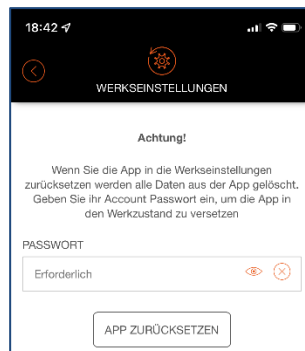 18:42
WERKSEINSTELLUNGEN
Achtung!
Wenn Sie die App in die Werkseinstellungen
zurücksetzen werden alle Daten aus der App gelöscht.
Geben Sie ihr Account Passwort ein, um die App in
den Werkzustand zu versetzen
PASSWORT
Erforderlich
APP ZURÜCKSETZEN